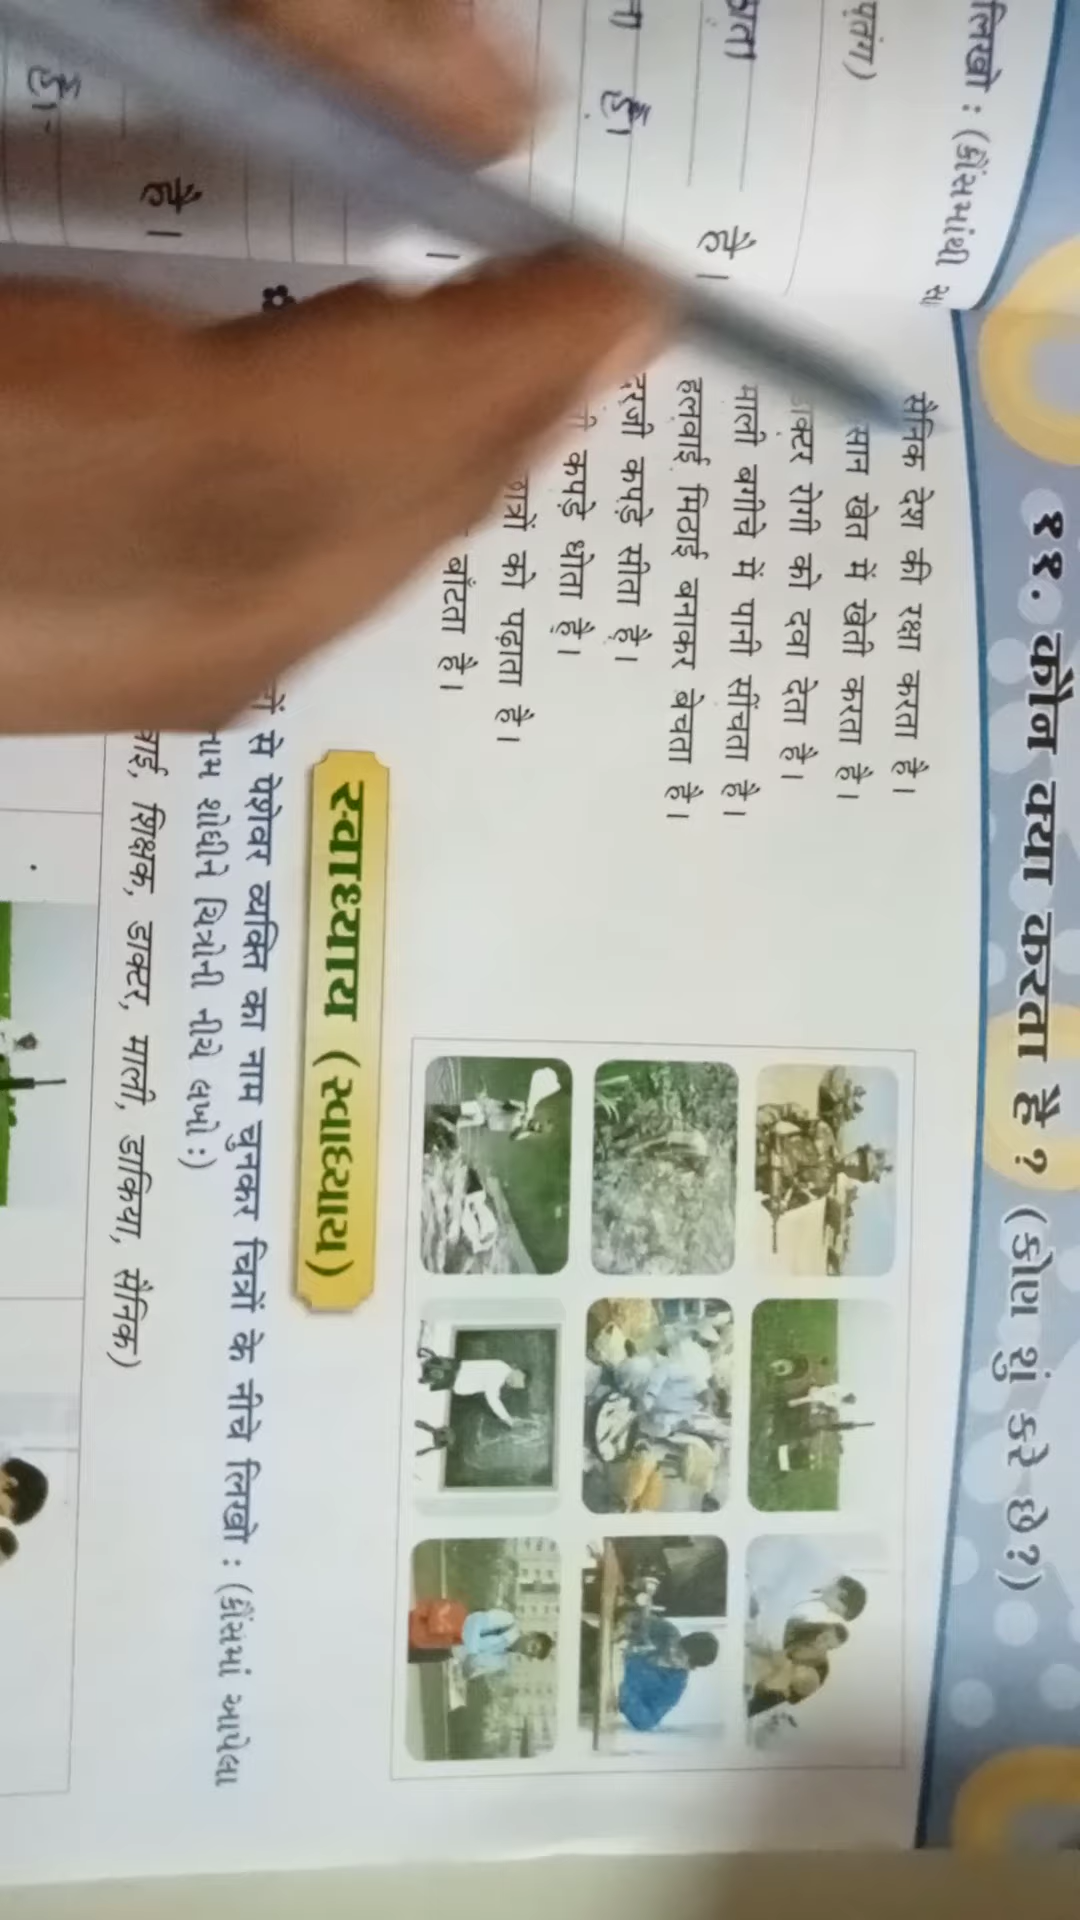 लिखो : (કૌંસમાંથી
पतंग)
है।
हैं।
है।
हैं।
११. कौन क्या करता है ? (કોણ શું કરે છે?)
सैनिक देश की रक्षा करता है।
खेत में खेती करता है।
रोगी को दवा देता है।
माली बगीचे में पानी सींचता है।
हलवाई मिठाई बनाकर बेचता है।
दरजी कपड़े सीता है।
कपड़े धोता है।
को पढ़ाता है।
बाँटता है।
स्वाध्याय (સ્વાધ્યાય)
से पेशेवर व्यक्ति का नाम चुनकर चित्रों के नीचे लिखो : (કૌંસમાં આપેલા
નામ શોધીને ચિત્રોની નીચે લખો :)
शिक्षक, डाक्टर, माली, डाकिया, सैनिक)